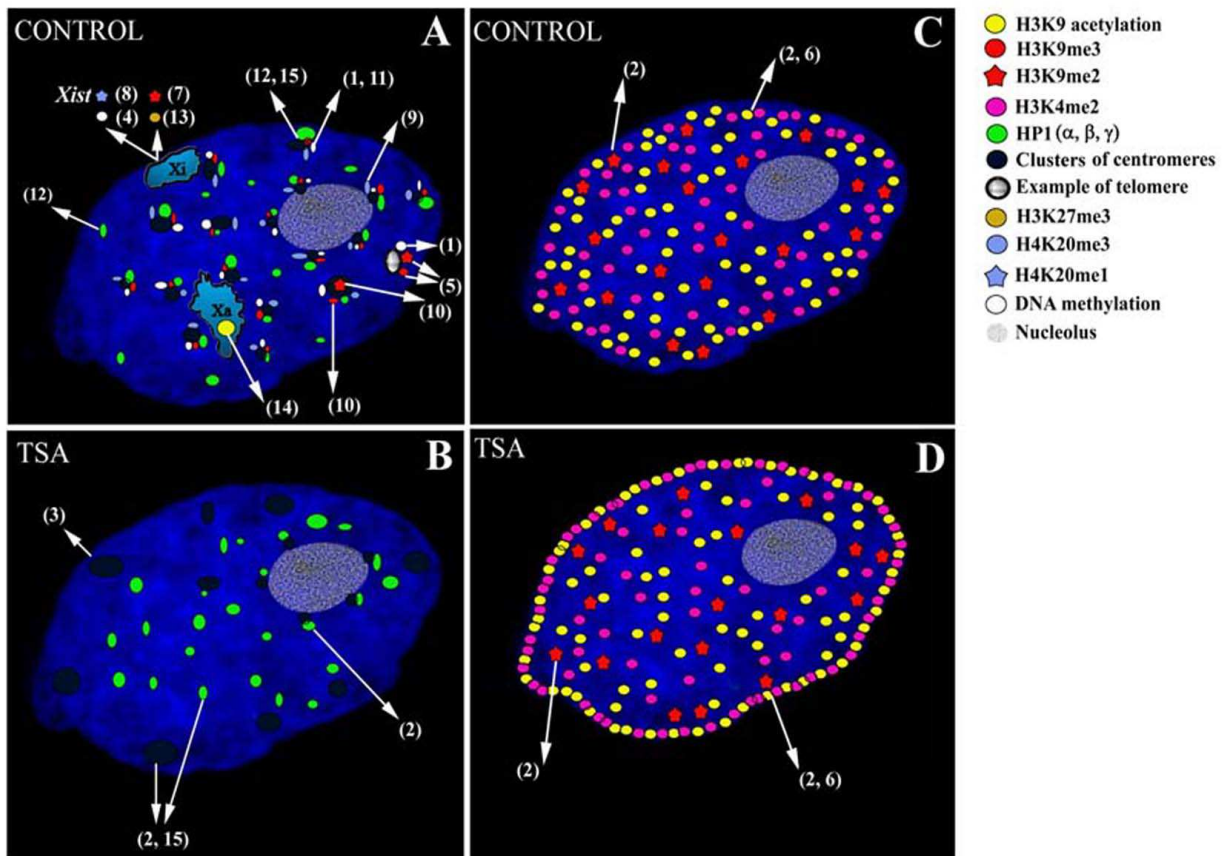 CONTROL
A
Xist (8) (7)
(4) (13)
(12, 15)
(1, 11)
(9)
Xi
(12)
(1)
(5)
(10)
Xa
(14)
(10)
CONTROL
C
(2)
(2, 6)
TSA
B
(3)
(2)
(2, 15)
TSA
D
(2)
(2, 6)
H3K9 acetylation
H3K9me3
H3K9me2
H3K4me2
HP1 (α, β, γ)
Clusters of centromeres
Example of telomere
H3K27me3
H4K20me3
H4K20me1
DNA methylation
Nucleolus